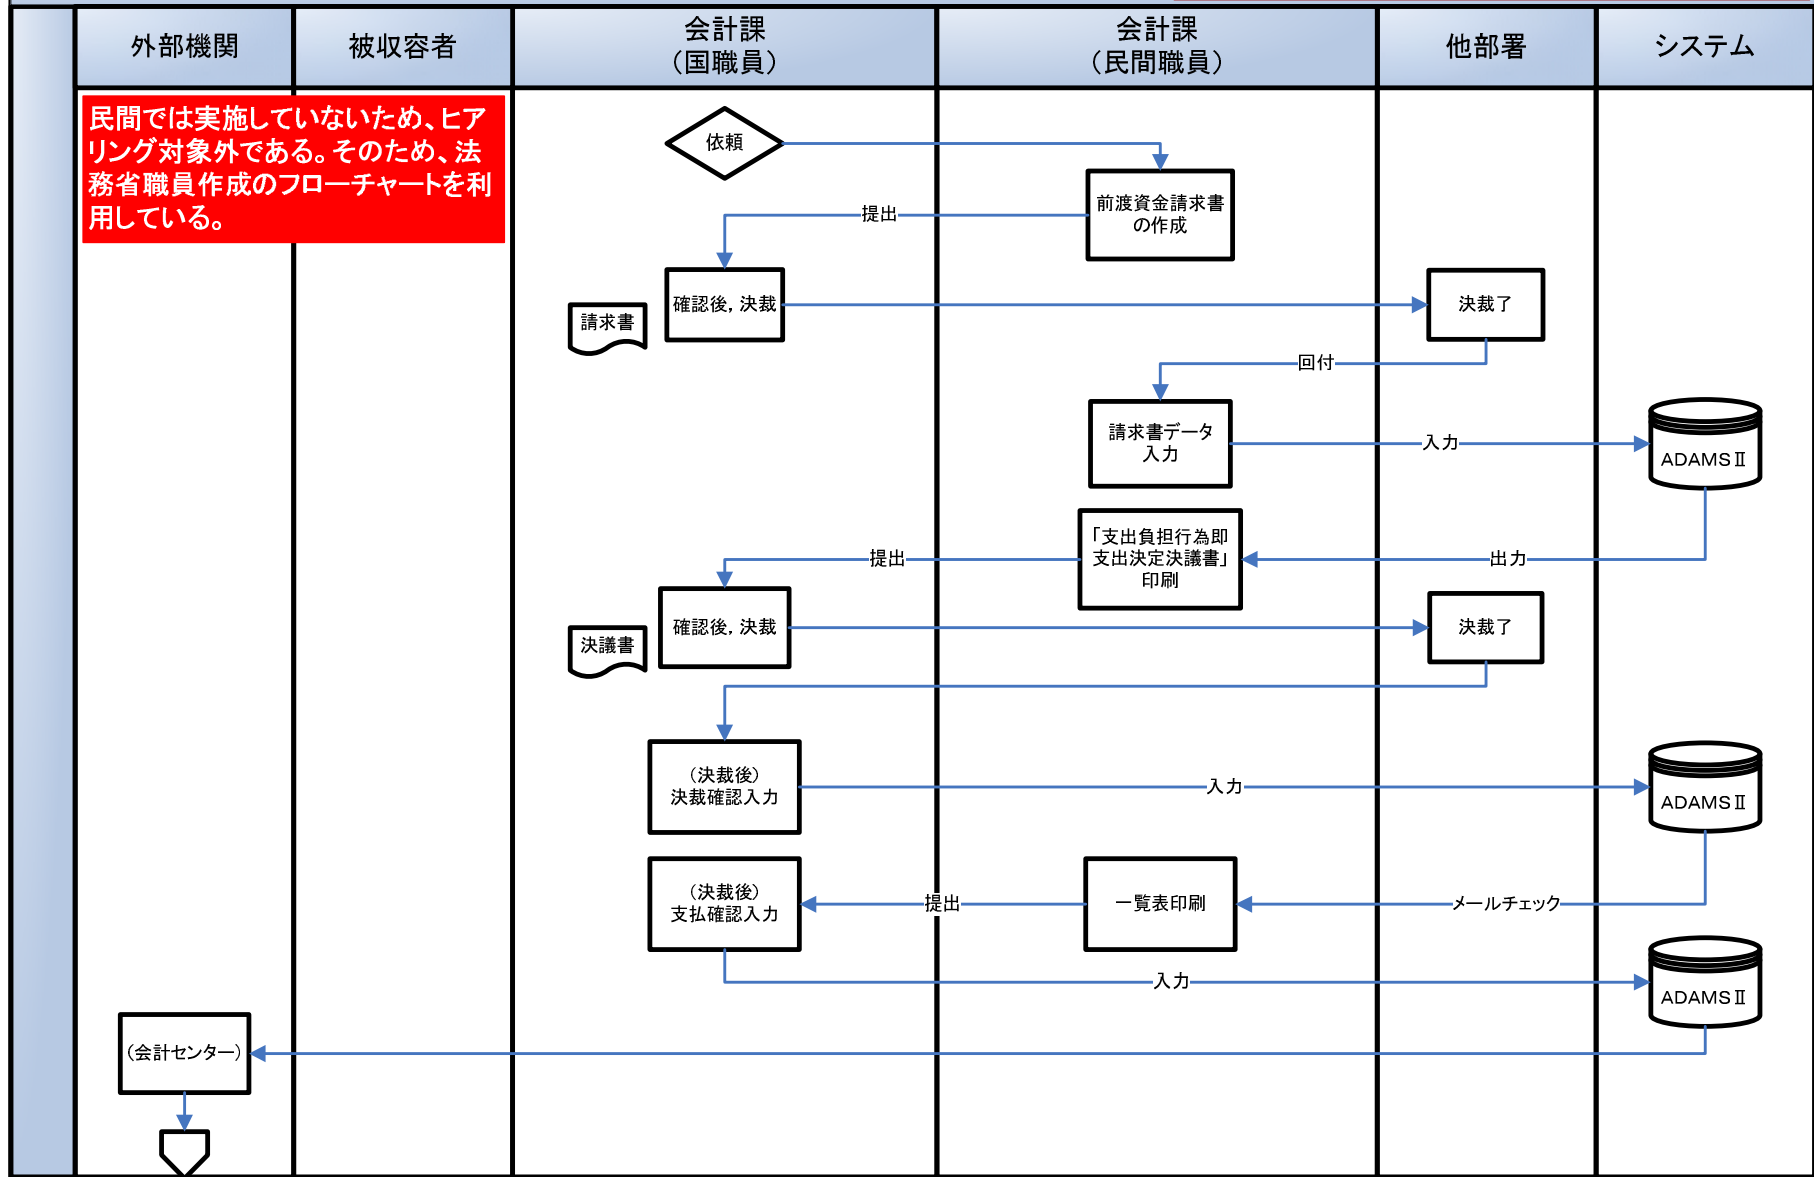 外部機関
被収容者
会計課
（国職員）
会計課
（民間職員）
他部署
システム
民間では実施していないため、ヒア
リング対象外である。そのため、法
務省職員作成のフローチャートを利
用している。
依頼
前渡資金請求書
の作成
提出
確認後，決裁
請求書
決裁了
回付
請求書データ
入力
入力
ADAMSⅡ
「支出負担行為即
支出決定決議書」
印刷
提出
出力
確認後，決裁
決議書
決裁了
（決裁後）
決裁確認入力
入力
ADAMSⅡ
（決裁後）
支払確認入力
提出
一覧表印刷
メールチェック
入力
ADAMSⅡ
（会計センター）